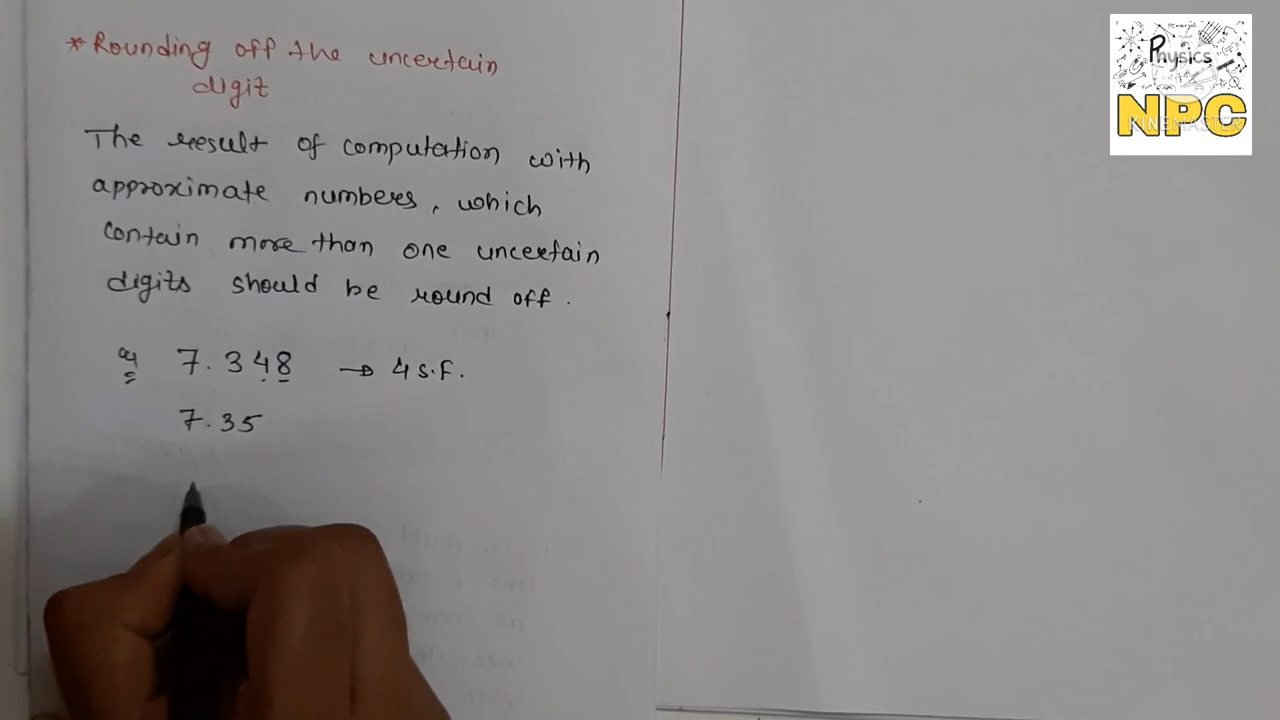 * Rounding off the uncertain
digit
The result of computation with
approximate numbers, which
contain more than one uncertain
digits should be round off.
eg 7.348 → 4 s.f.
7.35
Physics
NPC
KINEMASTER